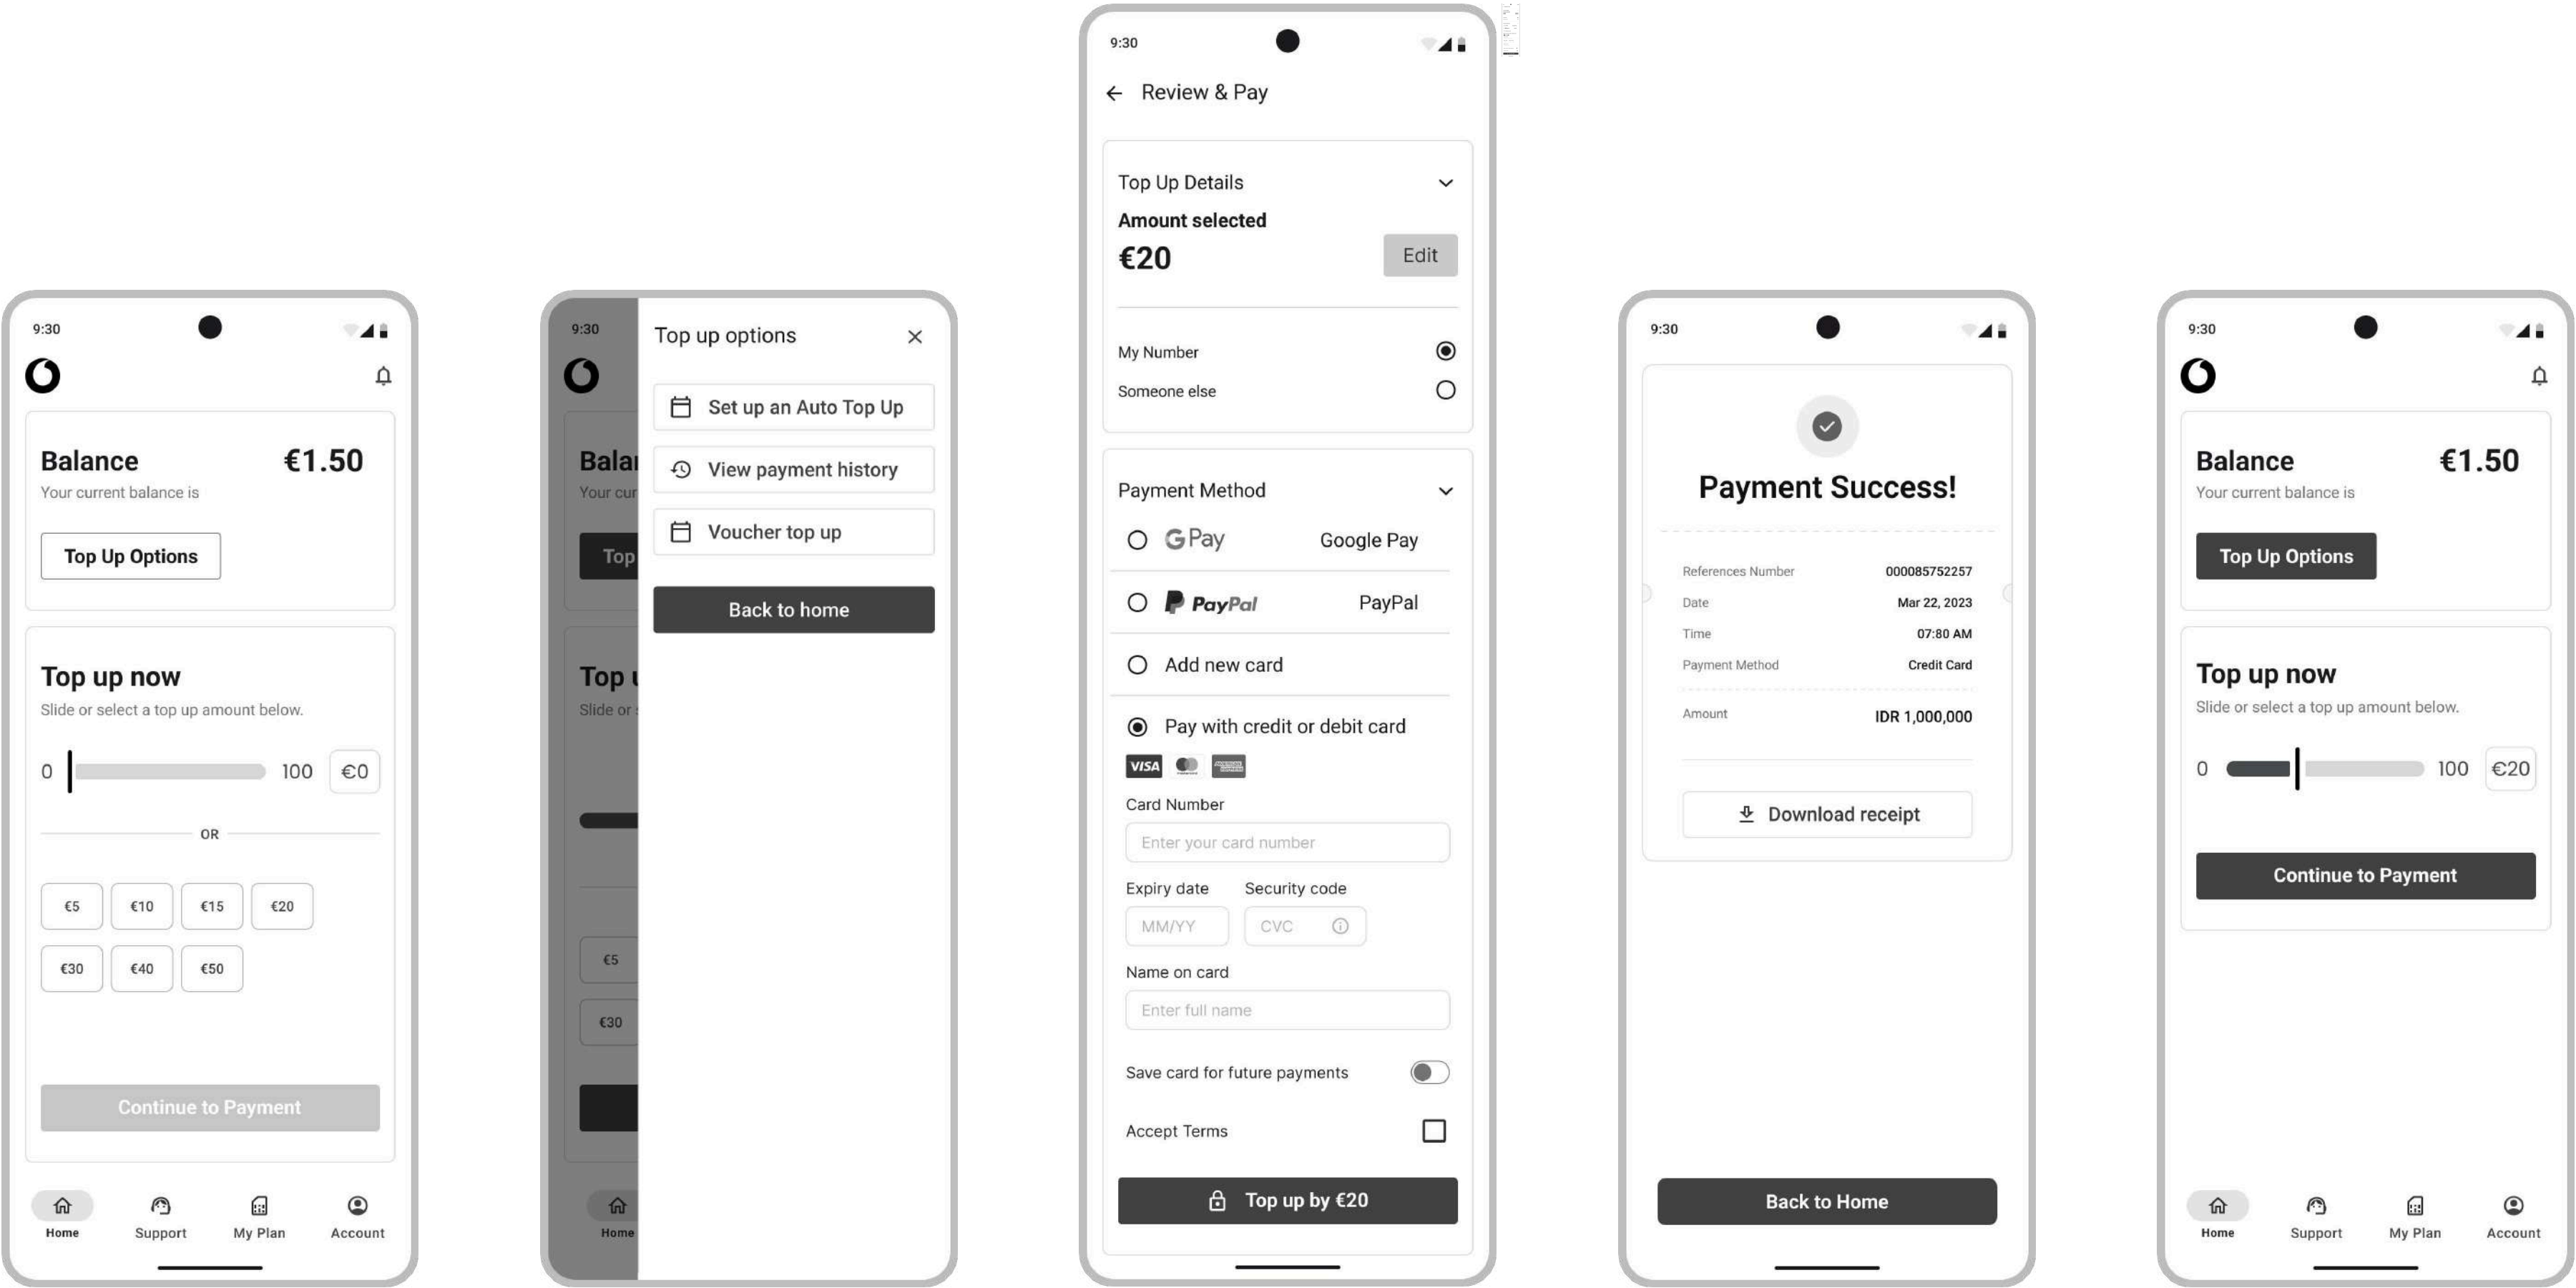 9:30
Balance
€1.50
Your current balance is
Top Up Options
Top up now
Slide or select a top up amount below.
0
100
€0
OR
€5
€10
€15
€20
€30
€40
€50
Continue to Payment
Home
Support
My Plan
Account
9:30
Balan
Your cur
Top
Top u
Slide or s
€5
€30
Home
Top up options
Set up an Auto Top Up
View payment history
Voucher top up
Back to home
9:30
Review & Pay
Top Up Details
Amount selected
€20
Edit
My Number
Someone else
Payment Method
G Pay
Google Pay
PayPal
PayPal
Add new card
Pay with credit or debit card
VISA
Card Number
Enter your card number
Expiry date
Security code
MM/YY
CVC
Name on card
Enter full name
Save card for future payments
Accept Terms
Top up by €20
9:30
Payment Success!
References Number
000085752257
Date
Mar 22, 2023
Time
07:80 AM
Payment Method
Credit Card
Amount
IDR 1,000,000
Download receipt
Back to Home
9:30
Balance
€1.50
Your current balance is
Top Up Options
Top up now
Slide or select a top up amount below.
0
100
€20
Continue to Payment
Home
Support
My Plan
Account